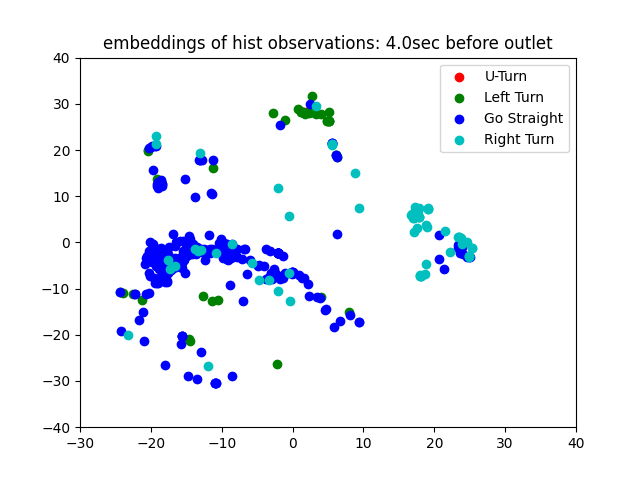 embeddings of hist observations: 4.0sec before outlet
U-Turn
Left Turn
Go Straight
Right Turn
40
30
20
10
0
−10
−20
−30
−40
−30 −20 −10 0 10 20 30 40